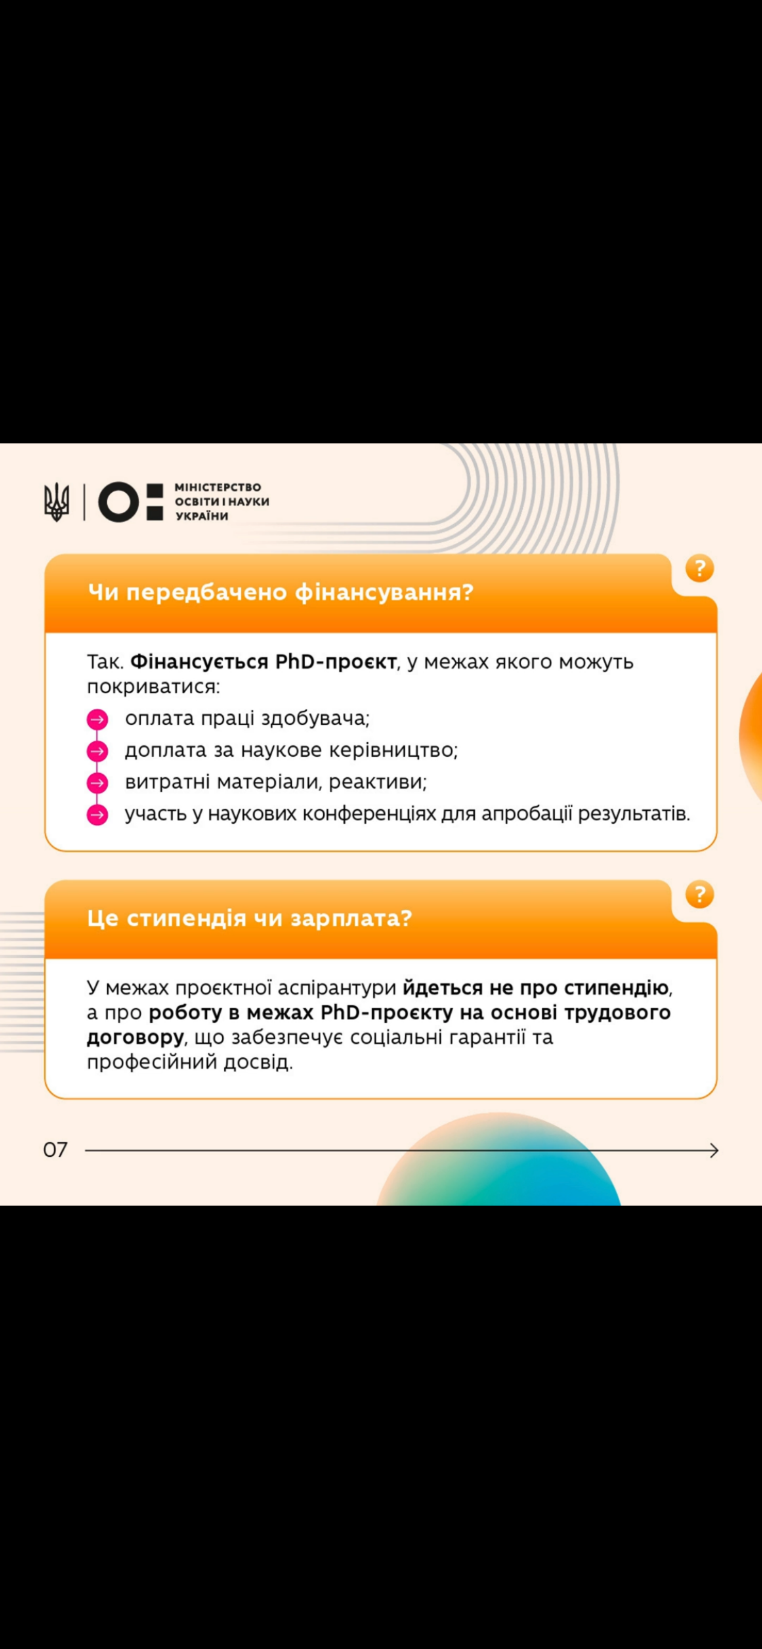 МІНІСТЕРСТВО
ОСВІТИ І НАУКИ
УКРАЇНИ
Чи передбачено фінансування?
?
Так. Фінансується PhD-проєкт, у межах якого можуть
покриватися:
оплата праці здобувача;
доплата за наукове керівництво;
витратні матеріали, реактиви;
участь у наукових конференціях для апробації результатів.
Це стипендія чи зарплата?
?
У межах проєктної аспірантури йдеться не про стипендію,
а про роботу в межах PhD-проєкту на основі трудового
договору, що забезпечує соціальні гарантії та
професійний досвід.
07